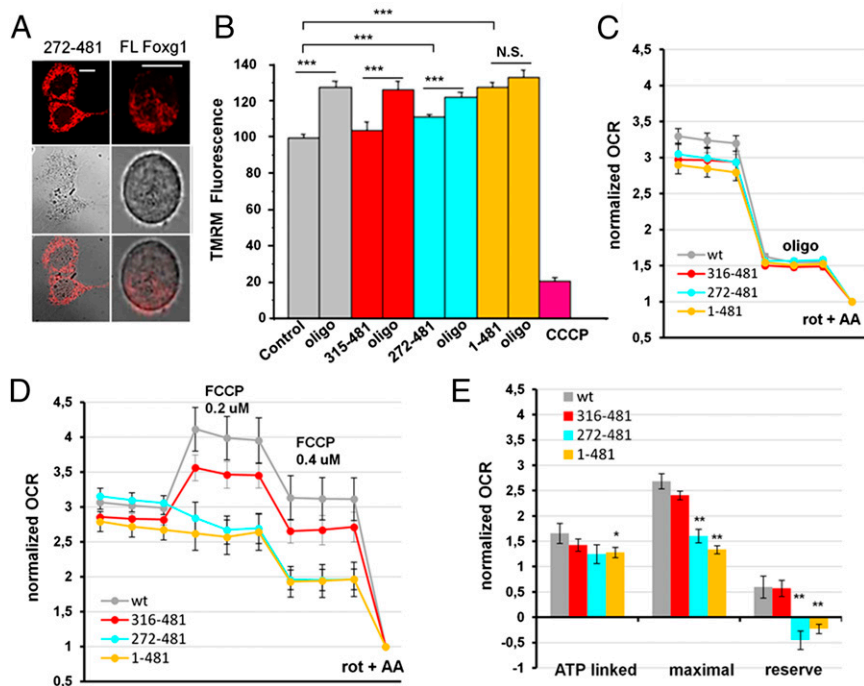 A
272-481 FL Foxg1
B
TMRM Fluorescence
140
120
100
80
60
40
20
0
***
***
***
***
***
N.S.
Control
oligo
315-481
oligo
272-481
oligo
1-481
oligo
CCCP
C
normalized OCR
4,5
4
3,5
3
2,5
2
1,5
1
0,5
oligo
wt
316-481
272-481
1-481
rot + AA
D
normalized OCR
4,5
4
3,5
3
2,5
2
1,5
1
0,5
FCCP
0.2 uM
FCCP
0.4 uM
wt
316-481
272-481
1-481
rot + AA
E
normalized OCR
4,5
4
3,5
3
2,5
2
1,5
1
0,5
0
-0,5
-1
wt
316-481
272-481
1-481
*
**
**
**
**
ATP linked maximal reserve